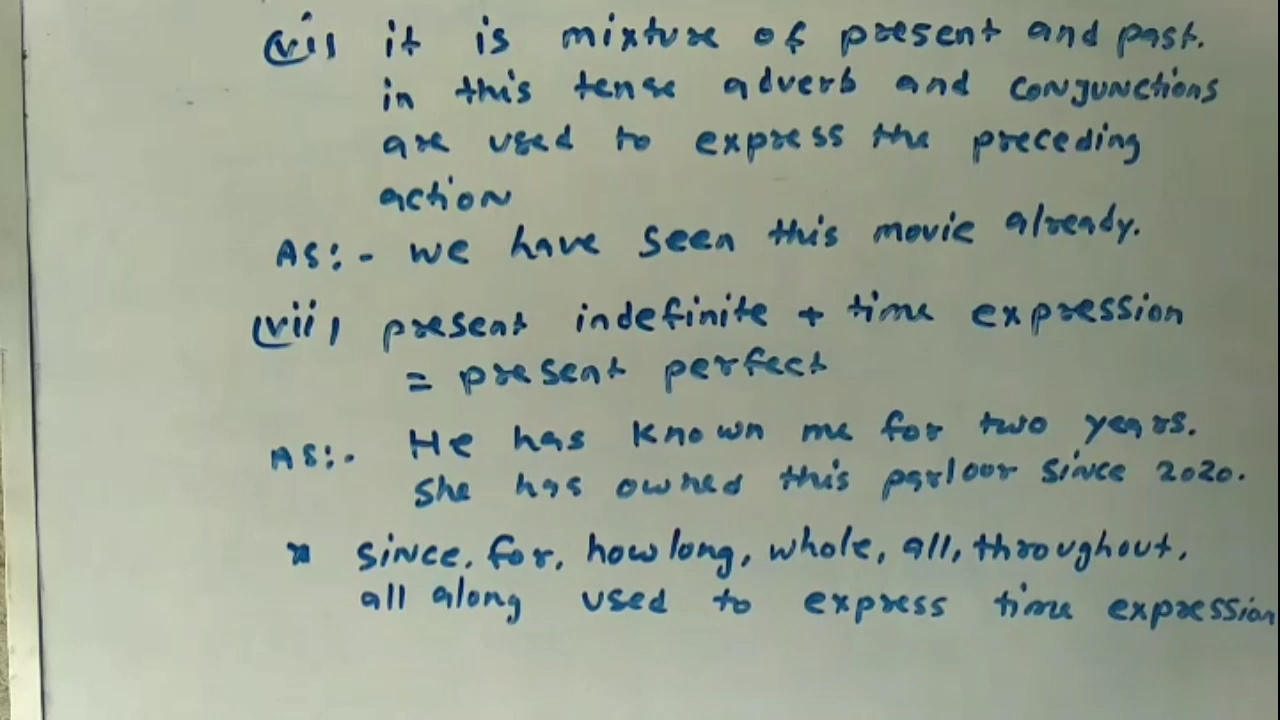 (vi) it is mixture of present and past.
in this tense adverb and conjunctions
are used to express the preceding
action
As:- we have seen this movie already.
(vii) present indefinite + time expression
= present perfect
As:- He has known me for two years.
She has owned this parloor since 2020.
* since, for, how long, whole, all, throughout,
all along used to express time expression